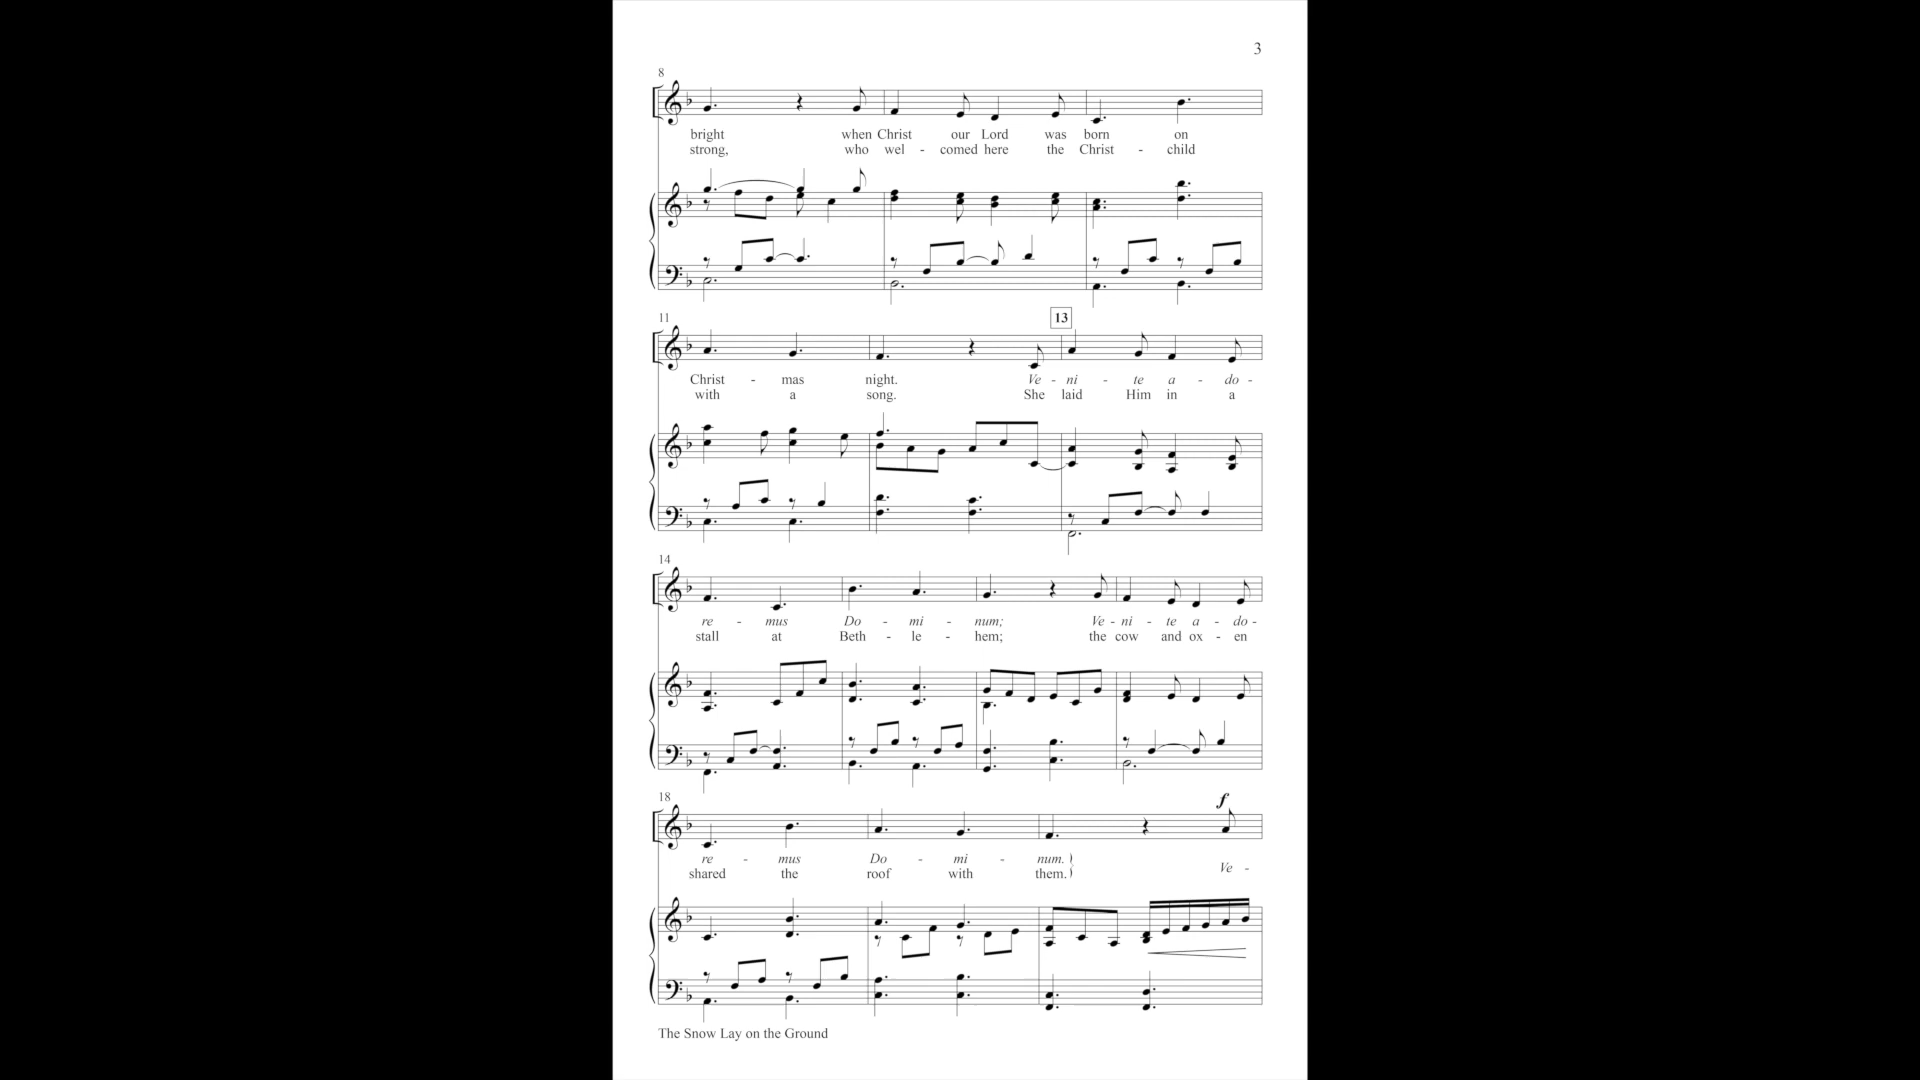 3
8
bright when Christ our Lord was born on
strong, who wel - comed here the Christ - child
11
13
Christ - mas night. Ve - ni - te a - do -
with a song. She laid Him in a
14
re - mus Do - mi - num; Ve - ni - te a - do -
stall at Beth - le - hem; the cow and ox - en
18
f
re - mus Do - mi - num. } Ve -
shared the roof with them. }
The Snow Lay on the Ground